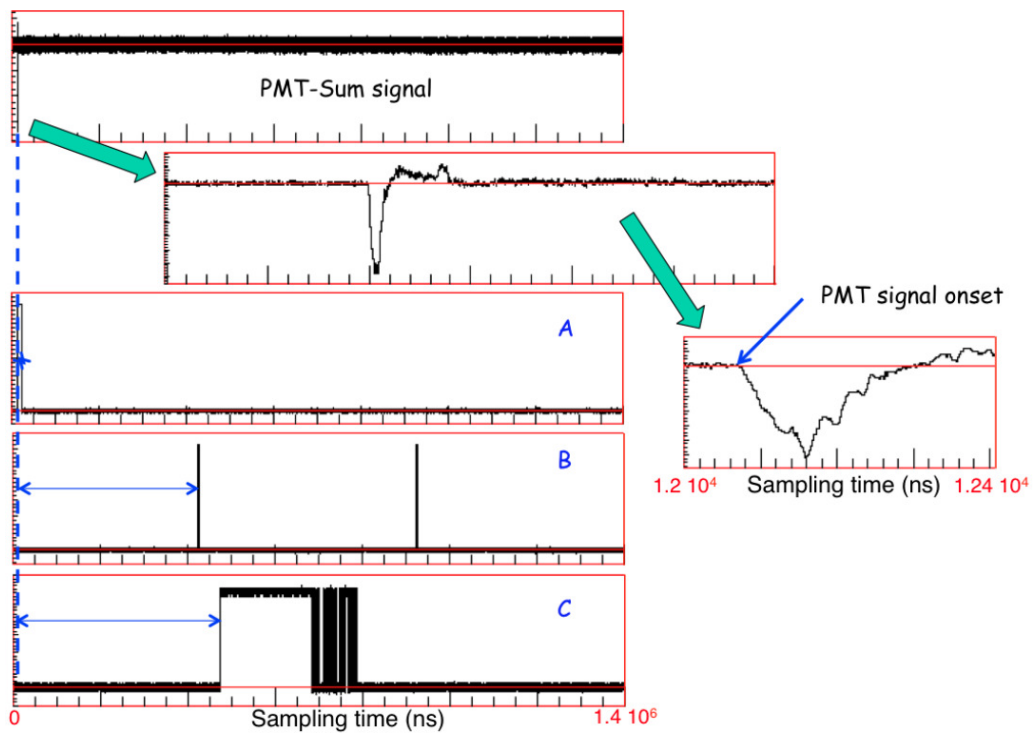 PMT-Sum signal
PMT signal onset
A
B
1.2 10⁴
Sampling time (ns)
1.24 10⁴
C
0
Sampling time (ns)
1.4 10⁶